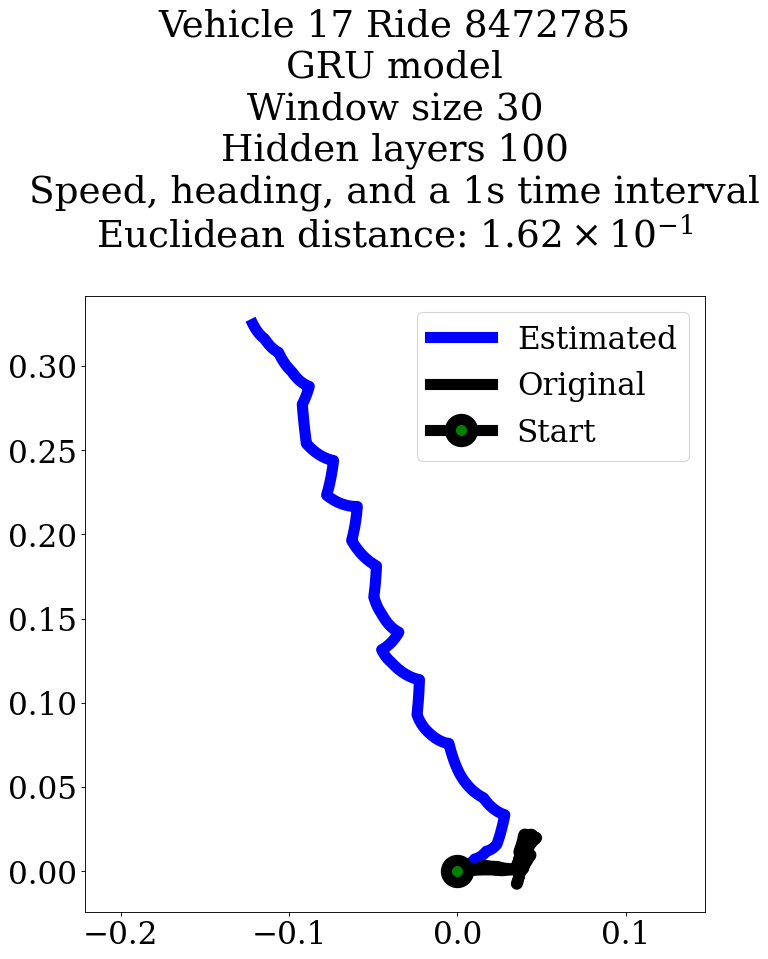 Vehicle 17 Ride 8472785
GRU model
Window size 30
Hidden layers 100
Speed, heading, and a 1s time interval
Euclidean distance: 1.62 × 10⁻¹
Estimated
Original
Start
0.30
0.25
0.20
0.15
0.10
0.05
0.00
−0.2 −0.1 0.0 0.1